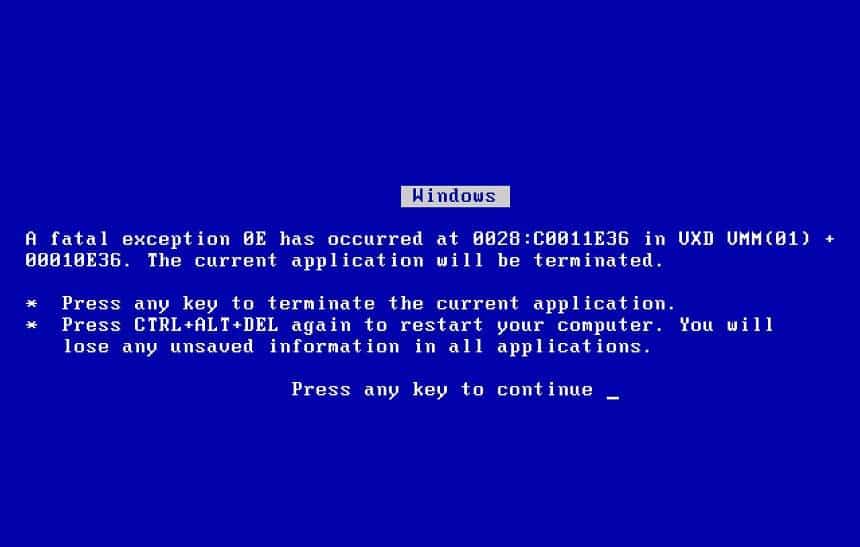 Windows
A fatal exception 0E has occurred at 0028:C0011E36 in VXD VMM(01) +
00010E36. The current application will be terminated.
* Press any key to terminate the current application.
* Press CTRL+ALT+DEL again to restart your computer. You will
lose any unsaved information in all applications.
Press any key to continue _